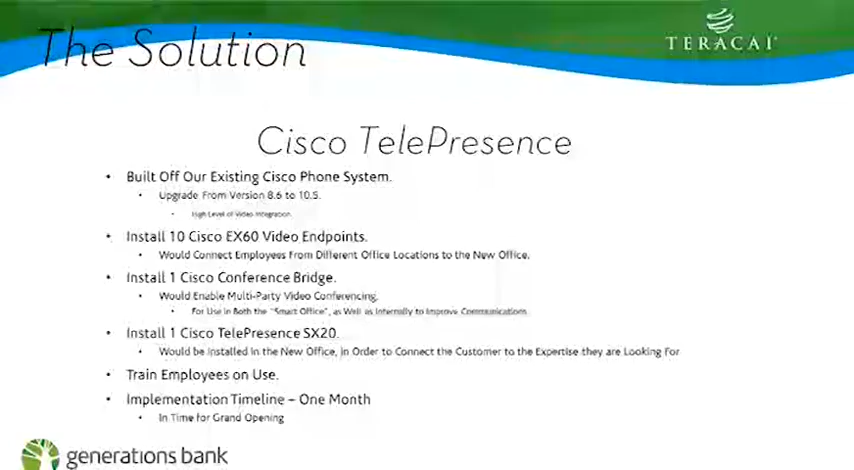 The Solution
TERACAI
Cisco TelePresence
• Built Off Our Existing Cisco Phone System.
• Upgrade From Version 8.6 to 10.5.
• High Level of Video Integration.
• Install 10 Cisco EX60 Video Endpoints.
• Would Connect Employees From Different Office Locations to the New Office.
• Install 1 Cisco Conference Bridge.
• Would Enable Multi-Party Video Conferencing.
• For Use in Both the "Smart Office", as Well as Internally to Improve Communications.
• Install 1 Cisco TelePresence SX20.
• Would be Installed in the New Office, in Order to Connect the Customer to the Expertise they are Looking For
• Train Employees on Use.
• Implementation Timeline – One Month
• In Time for Grand Opening
generations bank